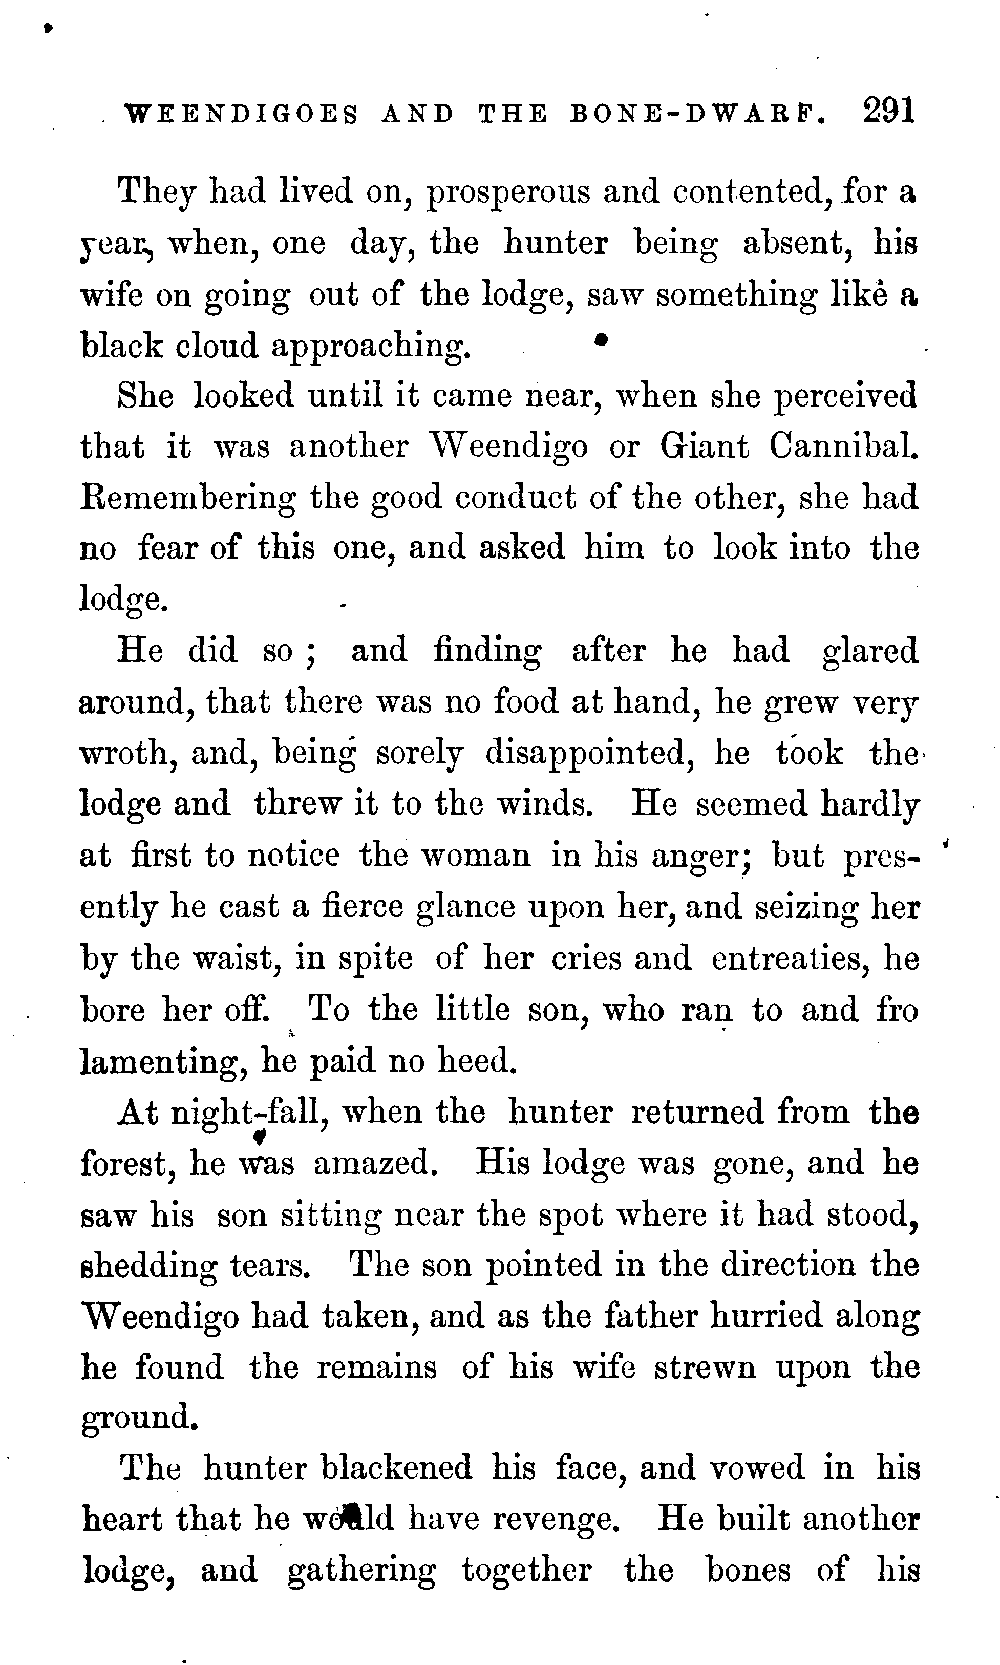 WEENDIGOES AND THE BONE-DWARF. 291
They had lived on, prosperous and contented, for a
year, when, one day, the hunter being absent, his
wife on going out of the lodge, saw something like a
black cloud approaching.
She looked until it came near, when she perceived
that it was another Weendigo or Giant Cannibal.
Remembering the good conduct of the other, she had
no fear of this one, and asked him to look into the
lodge.
He did so ; and finding after he had glared
around, that there was no food at hand, he grew very
wroth, and, being sorely disappointed, he took the
lodge and threw it to the winds. He seemed hardly
at first to notice the woman in his anger; but pres-
ently he cast a fierce glance upon her, and seizing her
by the waist, in spite of her cries and entreaties, he
bore her off. To the little son, who ran to and fro
lamenting, he paid no heed.
At night-fall, when the hunter returned from the
forest, he was amazed. His lodge was gone, and he
saw his son sitting near the spot where it had stood,
shedding tears. The son pointed in the direction the
Weendigo had taken, and as the father hurried along
he found the remains of his wife strewn upon the
ground.
The hunter blackened his face, and vowed in his
heart that he would have revenge. He built another
lodge, and gathering together the bones of his